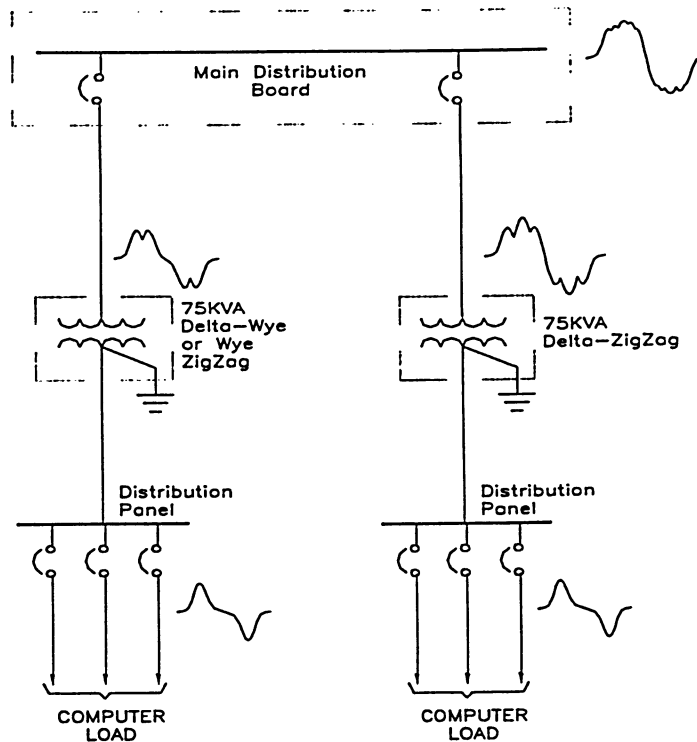 Main Distribution
Board
75KVA
Delta-Wye
or Wye
ZigZag
75KVA
Delta-ZigZag
Distribution
Panel
Distribution
Panel
COMPUTER
LOAD
COMPUTER
LOAD